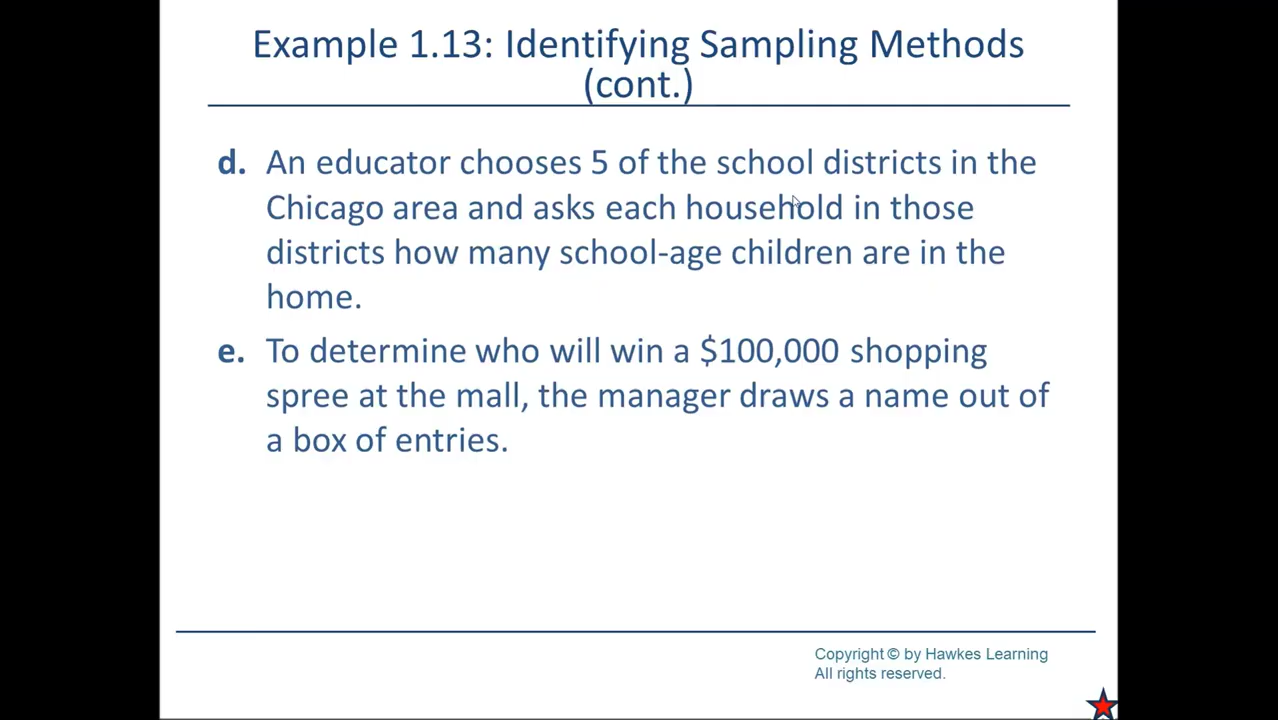 Example 1.13: Identifying Sampling Methods
(cont.)
d. An educator chooses 5 of the school districts in the
Chicago area and asks each household in those
districts how many school-age children are in the
home.
e. To determine who will win a $100,000 shopping
spree at the mall, the manager draws a name out of
a box of entries.
Copyright © by Hawkes Learning
All rights reserved.